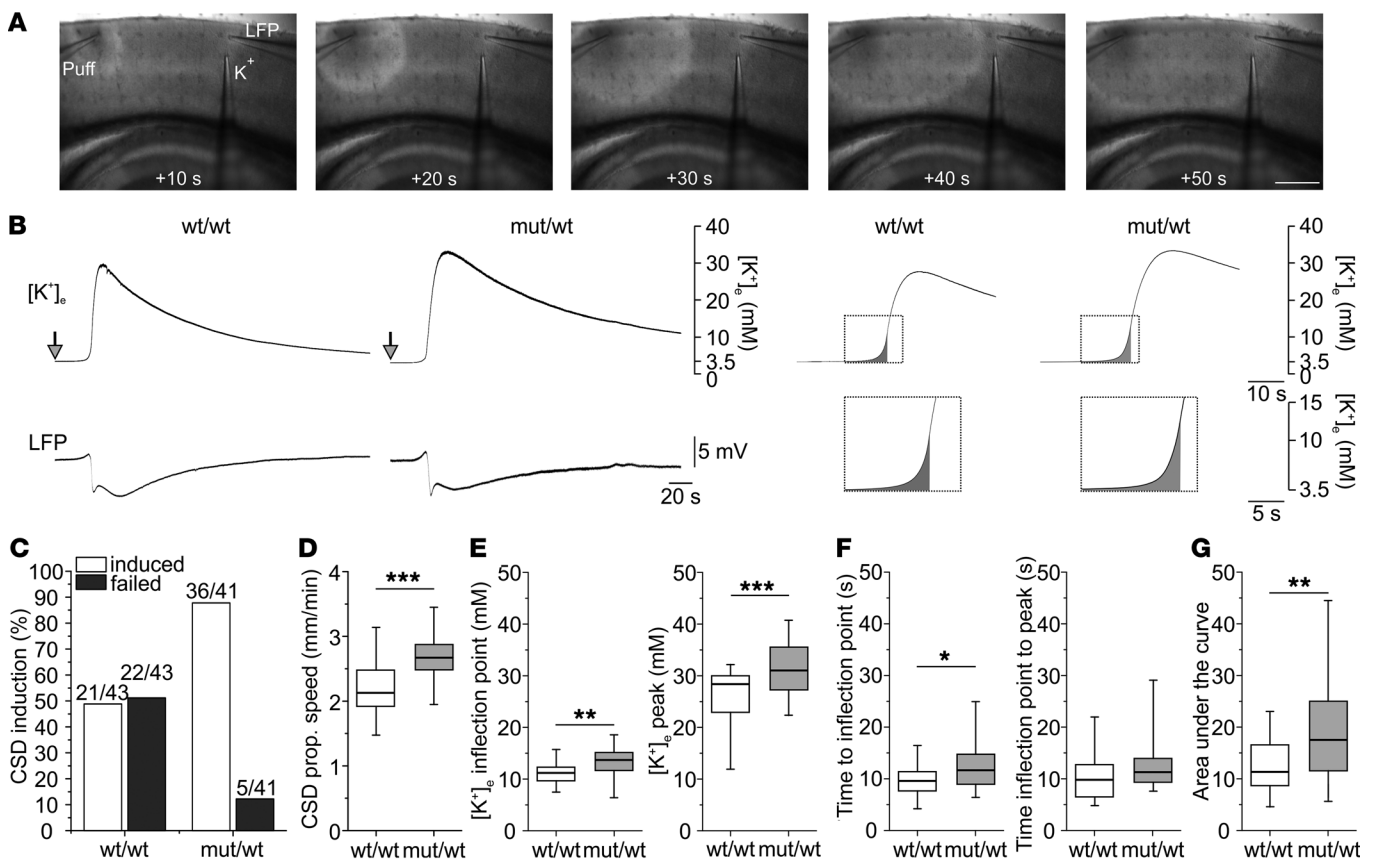 A
LFP
Puff
K+
+10 s
+20 s
+30 s
+40 s
+50 s
B
wt/wt
mut/wt
wt/wt
mut/wt
[K+]e
40
30
20
10
3.5
0
[K+]e (mM)
40
30
20
10
3.5
0
[K+]e (mM)
10 s
LFP
5 mV
20 s
15
10
3.5
[K+]e (mM)
5 s
C
induced
failed
CSD induction (%)
100
90
80
70
60
50
40
30
20
10
0
21/43
22/43
36/41
5/41
wt/wt
mut/wt
D
CSD prop. speed (mm/min)
4
3
2
1
0
***
wt/wt mut/wt
E
[K+]e inflection point (mM)
50
40
30
20
10
0
**
wt/wt mut/wt
[K+]e peak (mM)
50
40
30
20
10
0
***
wt/wt mut/wt
F
Time to inflection point (s)
50
40
30
20
10
0
*
wt/wt mut/wt
Time inflection point to peak (s)
50
40
30
20
10
0
wt/wt mut/wt
G
Area under the curve
50
40
30
20
10
0
**
wt/wt mut/wt